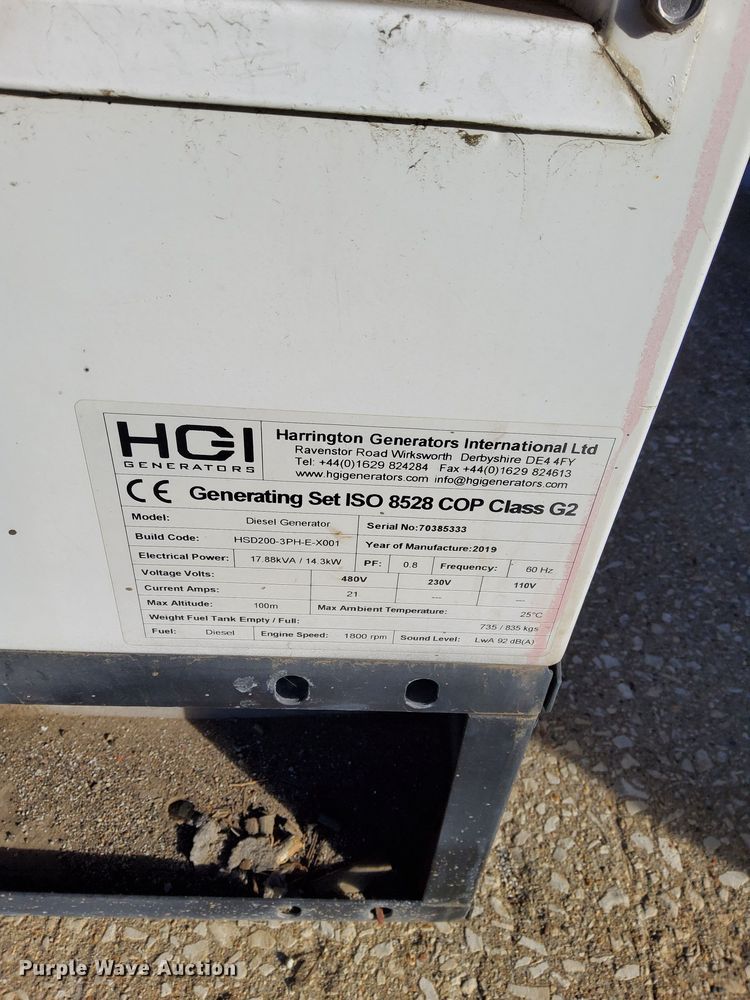 HGI
GENERATORS
Harrington Generators International Ltd
Ravenstor Road Wirksworth Derbyshire DE4 4FY
Tel: +44(0)1629 824284 Fax +44(0)1629 824613
www.hgigenerators.com info@hgigenerators.com
CE Generating Set ISO 8528 COP Class G2
Model: Diesel Generator Serial No:70385333
Build Code: HSD200-3PH-E-X001 Year of Manufacture:2019
Electrical Power: 17.88kVA / 14.3kW PF: 0.8 Frequency: 60 Hz
Voltage Volts: 480V 230V 110V
Current Amps: 21 --- ---
Max Altitude: 100m Max Ambient Temperature: 25°C
Weight Fuel Tank Empty / Full: 735 / 835 kgs
Fuel: Diesel Engine Speed: 1800 rpm Sound Level: LwA 92 dB(A)
Purple Wave Auction